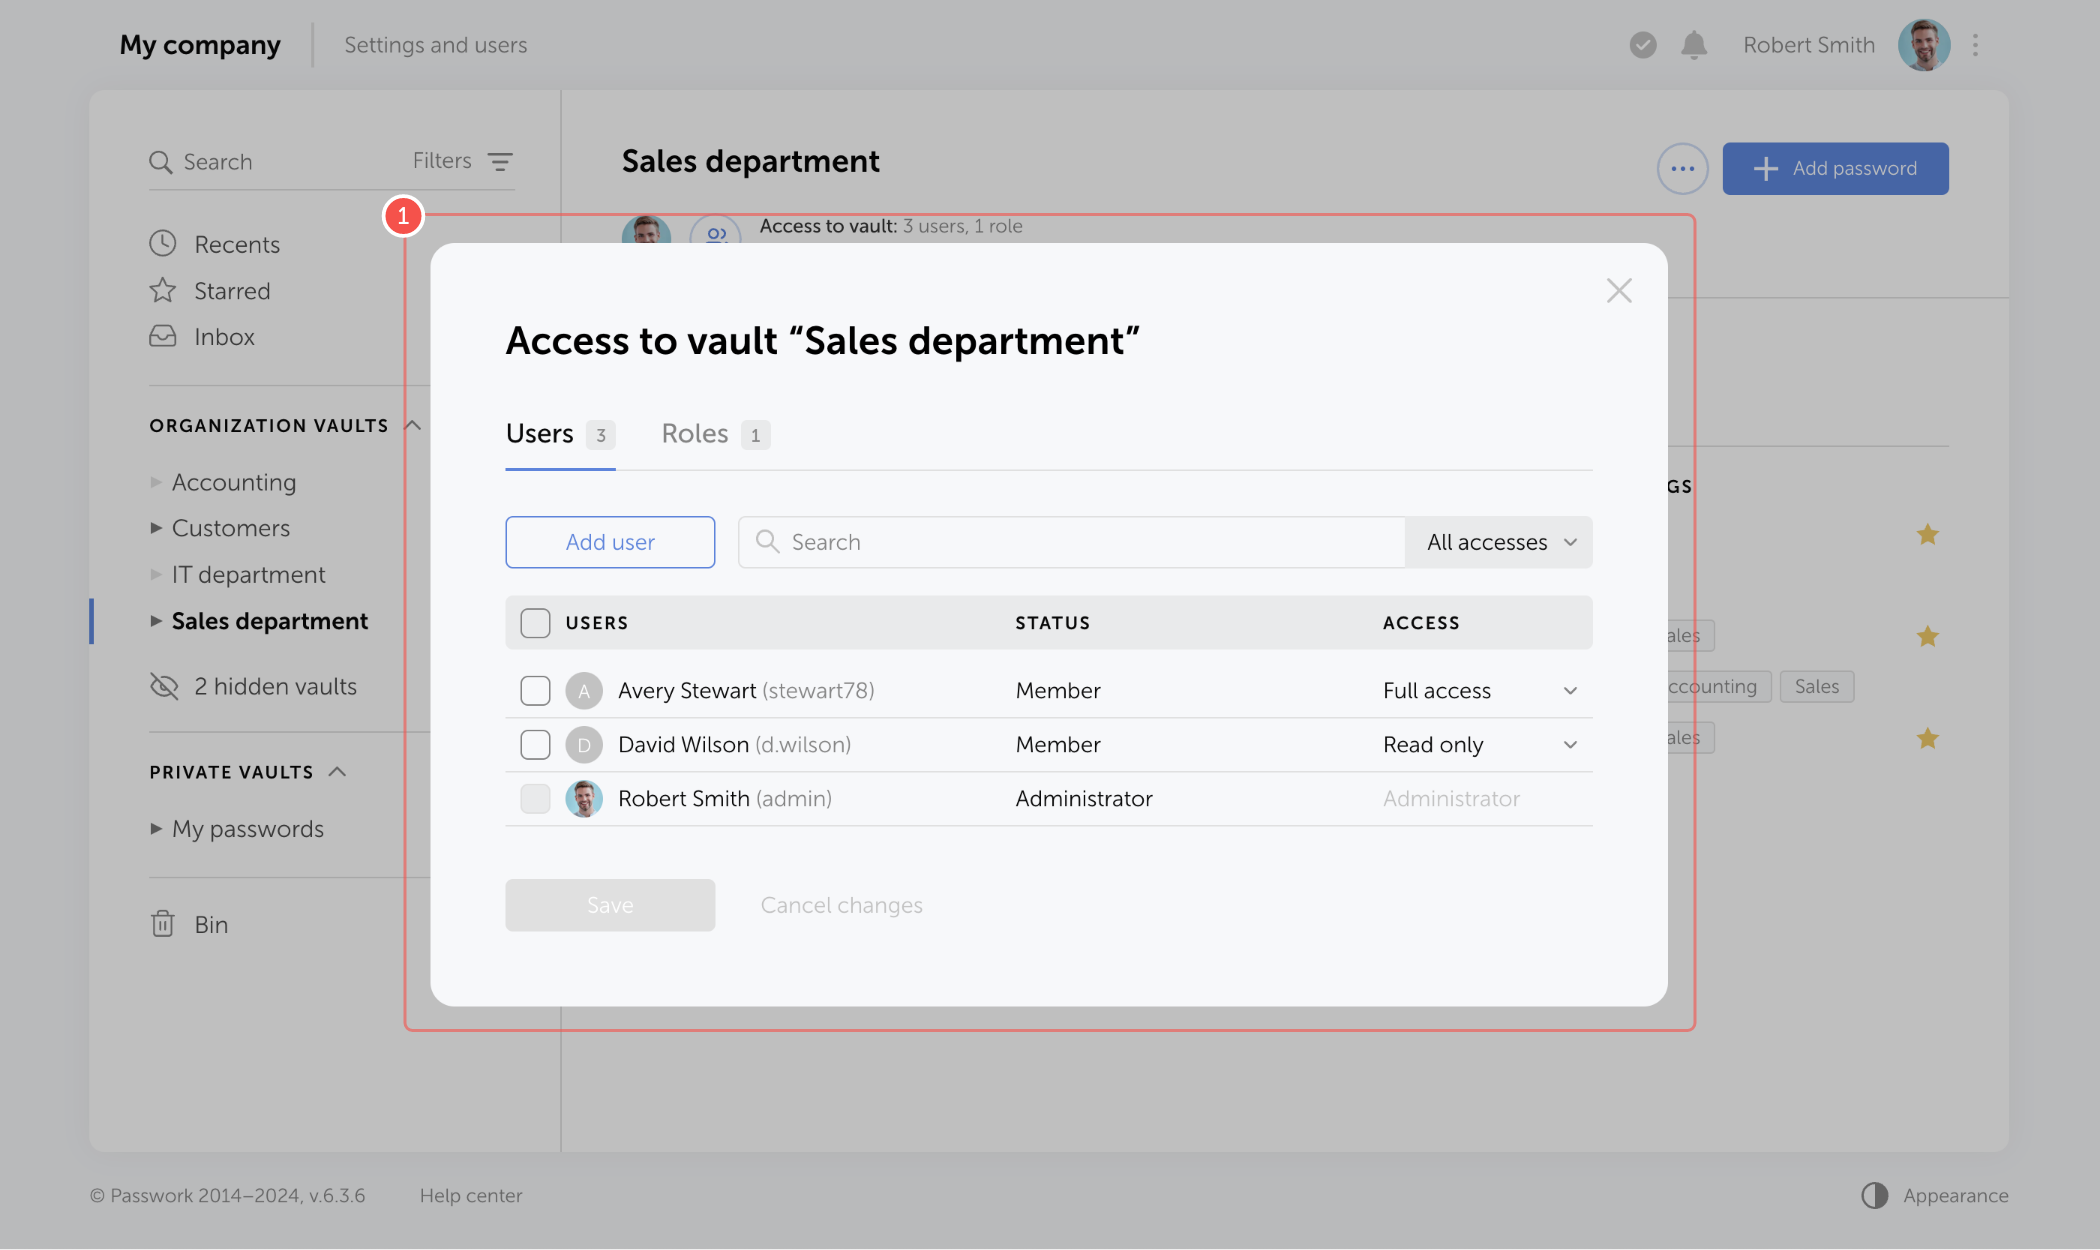 My company
Settings and users
Robert Smith
Search
Filters
Recents
Starred
Inbox
ORGANIZATION VAULTS
Accounting
Customers
IT department
Sales department
2 hidden vaults
PRIVATE VAULTS
My passwords
Bin
Sales department
Add password
1
Access to vault: 3 users, 1 role
Access to vault “Sales department”
Users 3
Roles 1
Add user
Search
All accesses
USERS STATUS ACCESS
A Avery Stewart (stewart78) Member Full access
D David Wilson (d.wilson) Member Read only
Robert Smith (admin) Administrator Administrator
Save
Cancel changes
GS
ales
ccounting
Sales
ales
© Passwork 2014–2024, v.6.3.6
Help center
Appearance